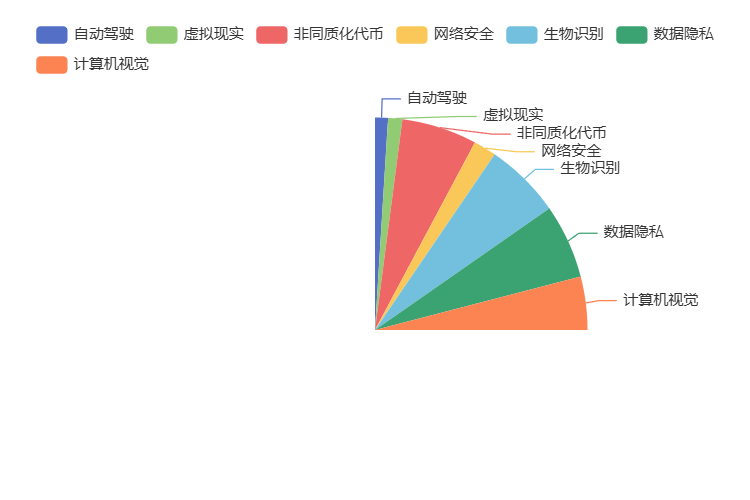 自动驾驶 虚拟现实 非同质化代币 网络安全 生物识别 数据隐私
计算机视觉
自动驾驶
虚拟现实
非同质化代币
网络安全
生物识别
数据隐私
计算机视觉